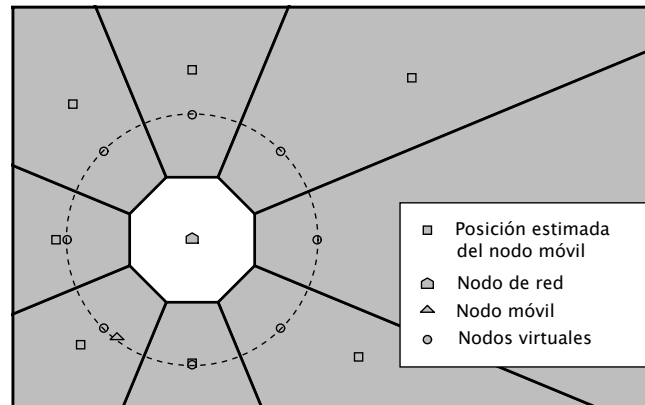 Posición estimada
del nodo móvil
Nodo de red
Nodo móvil
Nodos virtuales